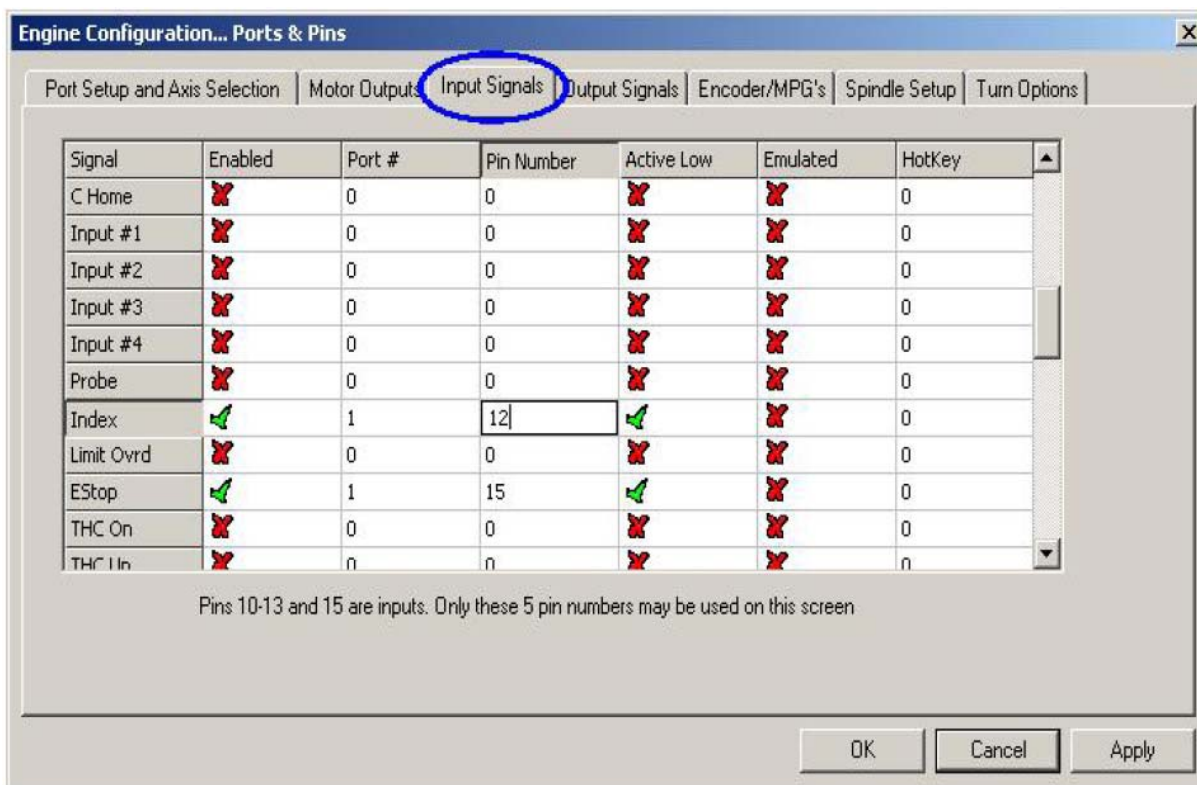 Engine Configuration... Ports & Pins
Port Setup and Axis Selection Motor Outputs Input Signals Output Signals Encoder/MPG's Spindle Setup Turn Options
Signal Enabled Port # Pin Number Active Low Emulated HotKey
C Home 0 0 0
Input #1 0 0 0
Input #2 0 0 0
Input #3 0 0 0
Input #4 0 0 0
Probe 0 0 0
Index 1 12 0
Limit Ovrd 0 0 0
EStop 1 15 0
THC On 0 0 0
THC Up 0 0 0
Pins 10-13 and 15 are inputs. Only these 5 pin numbers may be used on this screen
OK Cancel Apply